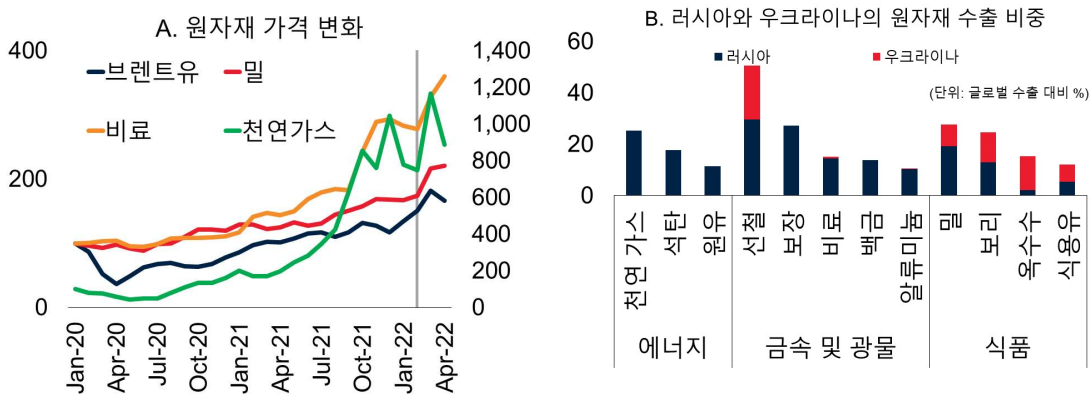 A. 원자재 가격 변화
400
200
0
1,400
1,200
1,000
800
600
400
200
0
브렌트유
밀
비료
천연가스
Jan-20
Apr-20
Jul-20
Oct-20
Jan-21
Apr-21
Jul-21
Oct-21
Jan-22
Apr-22
B. 러시아와 우크라이나의 원자재 수출 비중
러시아
우크라이나
(단위: 글로벌 수출 대비 %)
60
40
20
0
천연 가스
석탄
원유
선철
보장
비료
백금
알류미늄
밀
보리
옥수수
식용유
에너지
금속 및 광물
식품